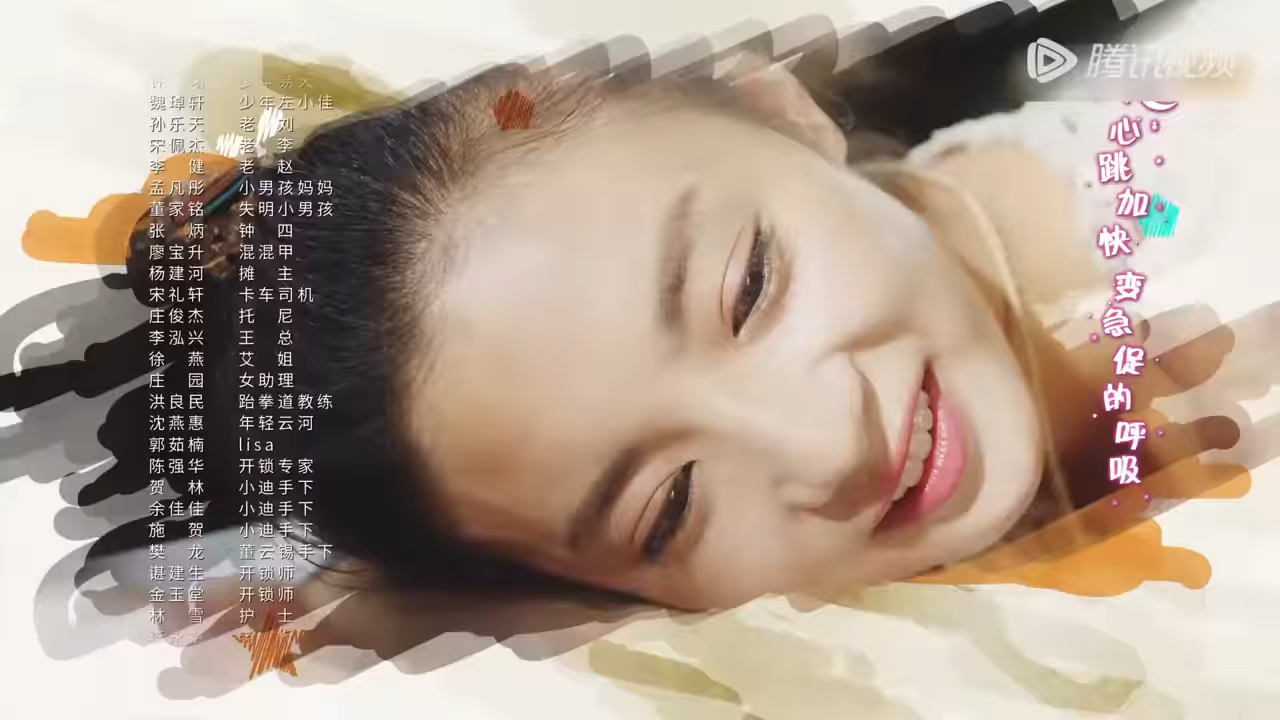 腾讯视频
魏璋轩 少年左小佳
孙乐天 老 刘
宋佩杰 老 李
李 健 老 赵
孟凡彤 小男孩妈妈
董家铭 失明小男孩
张 炳 钟 四
廖宝升 混混甲
杨建河 摊 主
宋礼轩 卡车司机
庄俊杰 托 尼
李泓兴 王 总
徐 燕 艾 姐
庄 园 女助理
洪良民 跆拳道教练
沈燕惠 年轻云河
郭茹楠 lisa
陈强华 开锁专家
贺 林 小迪手下
余佳佳 小迪手下
施 贺 小迪手下
樊 龙 董云锡手下
谌建生 开锁师
金玉堂 开锁师
林 雪 护 士
心跳加快 变急促的呼吸